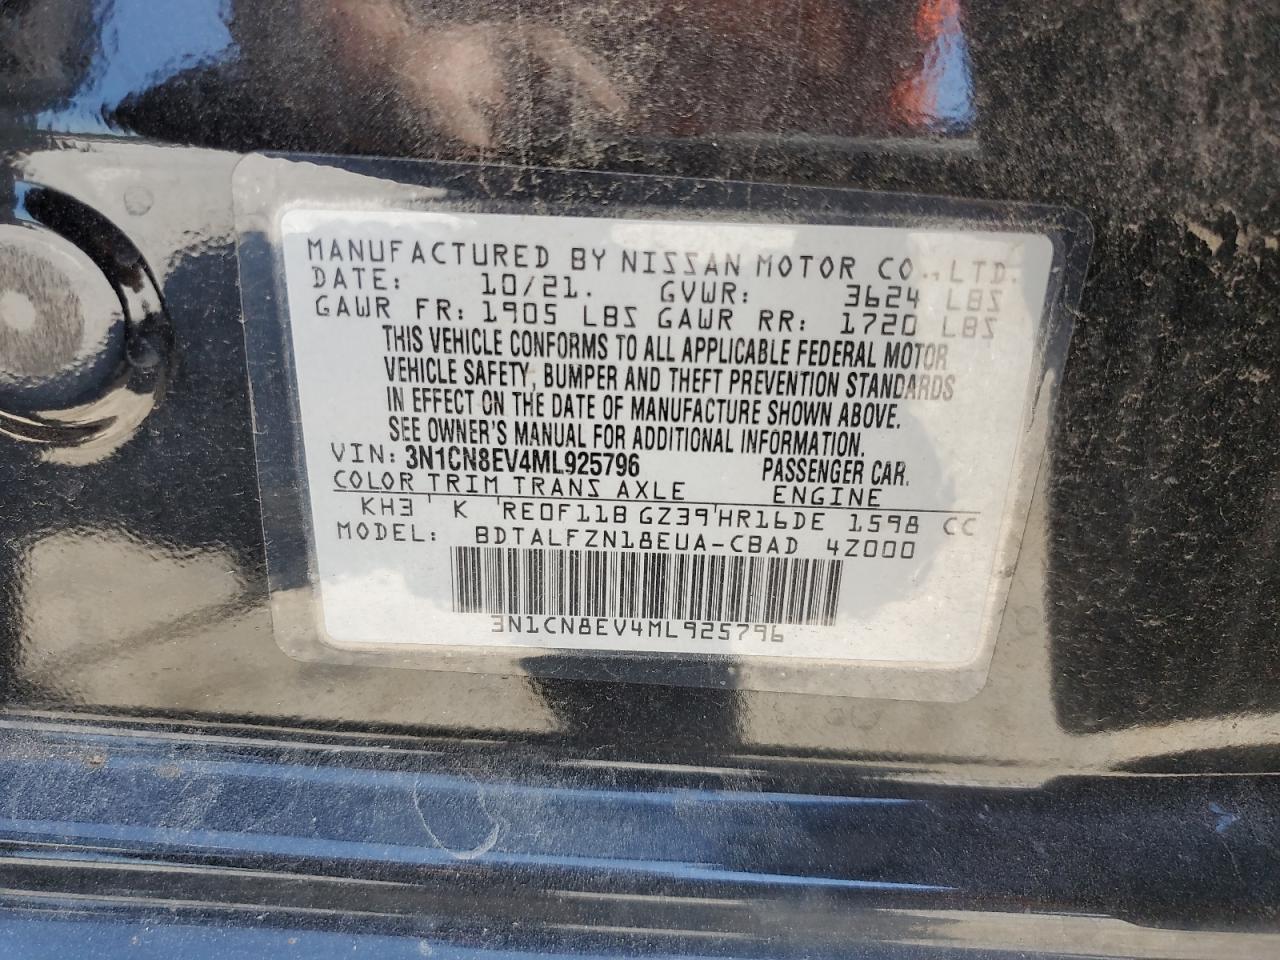 MANUFACTURED BY NISSAN MOTOR CO., LTD.
DATE: 10/21. GVWR: 3624 LBS
GAWR FR: 1905 LBS GAWR RR: 1720 LBS
THIS VEHICLE CONFORMS TO ALL APPLICABLE FEDERAL MOTOR
VEHICLE SAFETY, BUMPER AND THEFT PREVENTION STANDARDS
IN EFFECT ON THE DATE OF MANUFACTURE SHOWN ABOVE.
SEE OWNER'S MANUAL FOR ADDITIONAL INFORMATION.
VIN: 3N1CN8EV4ML925796 PASSENGER CAR.
COLOR TRIM TRANS AXLE ENGINE
KH3 ' K 'RE0F11B GZ39'HR16DE 1.598 CC
MODEL: BDTALFZN18EUA-CBAD 4Z000
3N1CN8EV4ML925796